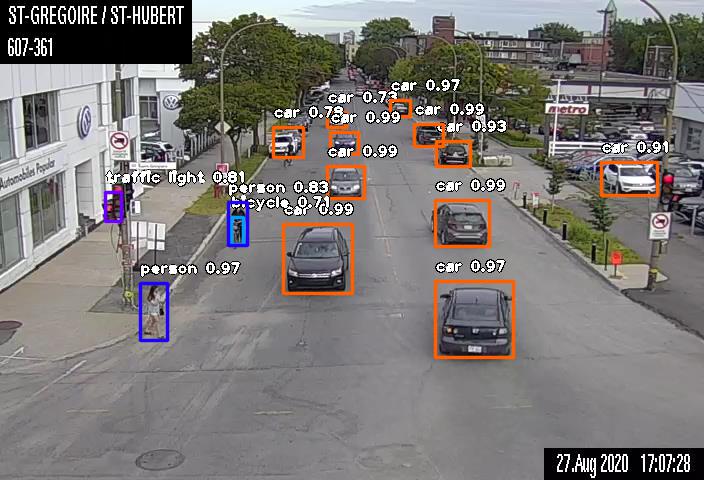 ST-GREGOIRE / ST-HUBERT
607-361
car 0.97
car 0.73
car 0.78
car 0.99
car 0.99
car 0.93
car 0.99
car 0.91
metro
Automobiles Popular
traffic light 0.81
person 0.83
bicycle 0.71
car 0.99
car 0.99
person 0.97
car 0.97
27.Aug 2020 17:07:28